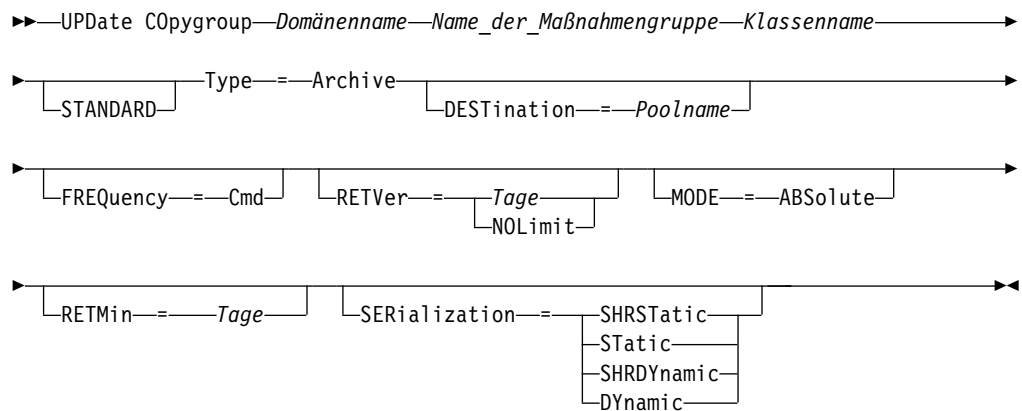 UPDate COpygroup Domänenname Name_der_Maßnahmengruppe Klassenname
Type = Archive
STANDARD DESTination = Poolname
FREQuency = Cmd RETVer = Tage MODE = ABSolute
NOLimit
RETMin = Tage SERialization = SHRSTatic
STatic
SHRDYnamic
DYnamic